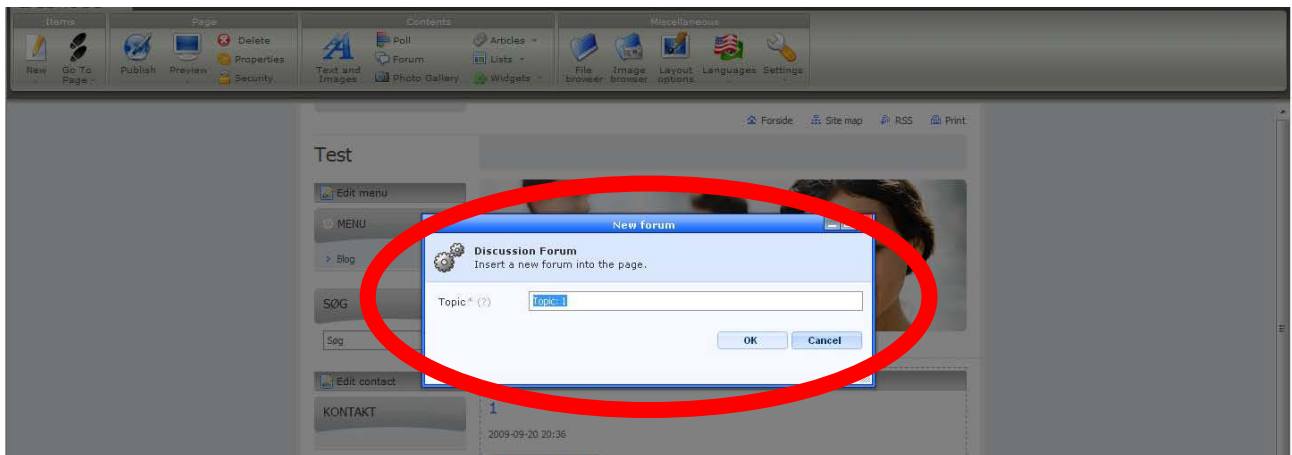 Items
Page
Contents
Miscellaneous
New
Go To
Page
Publish
Preview
Delete
Properties
Security
Text and
Images
Poll
Forum
Photo Gallery
Articles
Lists
Widgets
File
browser
Image
browser
Layout
options
Languages
Settings
Forside Site map RSS Print
Test
Edit menu
MENU
Blog
SØG
Søg
Edit contact
KONTAKT
New forum
Discussion Forum
Insert a new forum into the page.
Topic* (?)
Topic: 1
OK Cancel
1
2009-09-20 20:36